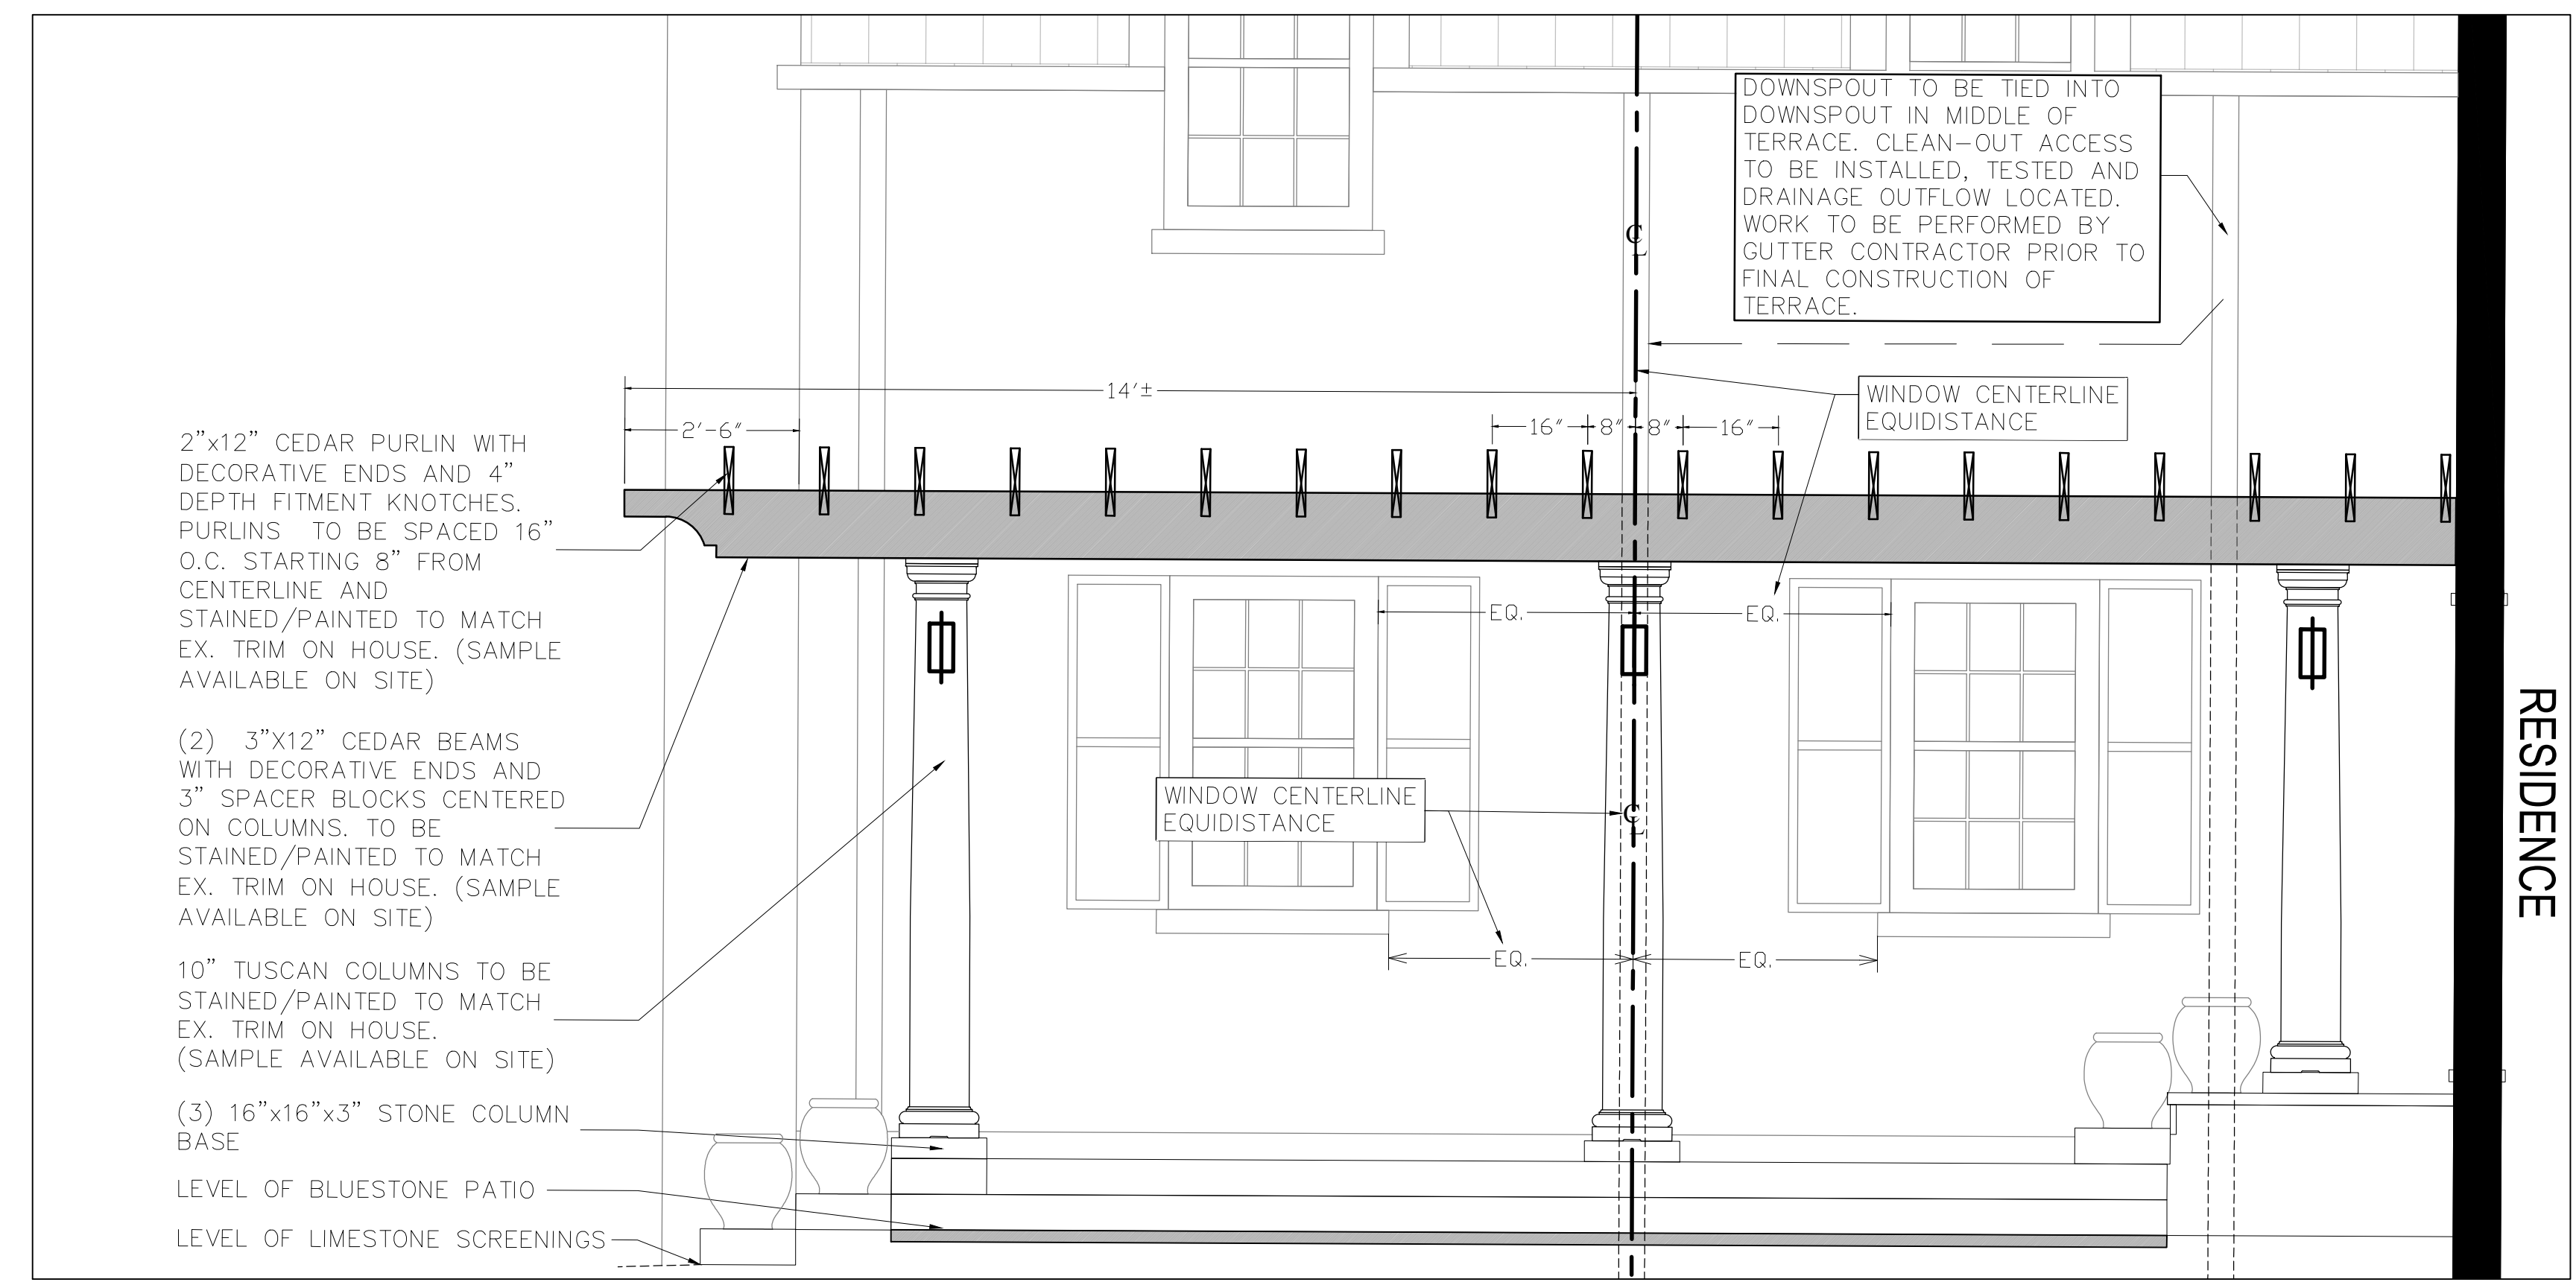 DOWNSPOUT TO BE TIED INTO
DOWNSPOUT IN MIDDLE OF
TERRACE. CLEAN-OUT ACCESS
TO BE INSTALLED, TESTED AND
DRAINAGE OUTFLOW LOCATED.
WORK TO BE PERFORMED BY
GUTTER CONTRACTOR PRIOR TO
FINAL CONSTRUCTION OF
TERRACE.
℄
14'±
WINDOW CENTERLINE
EQUIDISTANCE
2'-6"
16"
8"
8"
16"
2"x12" CEDAR PURLIN WITH
DECORATIVE ENDS AND 4"
DEPTH FITMENT KNOTCHES.
PURLINS TO BE SPACED 16"
O.C. STARTING 8" FROM
CENTERLINE AND
STAINED/PAINTED TO MATCH
EX. TRIM ON HOUSE. (SAMPLE
AVAILABLE ON SITE)
EQ.
EQ.
(2) 3"X12" CEDAR BEAMS
WITH DECORATIVE ENDS AND
3" SPACER BLOCKS CENTERED
ON COLUMNS. TO BE
STAINED/PAINTED TO MATCH
EX. TRIM ON HOUSE. (SAMPLE
AVAILABLE ON SITE)
WINDOW CENTERLINE
EQUIDISTANCE
℄
RESIDENCE
EQ.
EQ.
10" TUSCAN COLUMNS TO BE
STAINED/PAINTED TO MATCH
EX. TRIM ON HOUSE.
(SAMPLE AVAILABLE ON SITE)
(3) 16"x16"x3" STONE COLUMN
BASE
LEVEL OF BLUESTONE PATIO
LEVEL OF LIMESTONE SCREENINGS